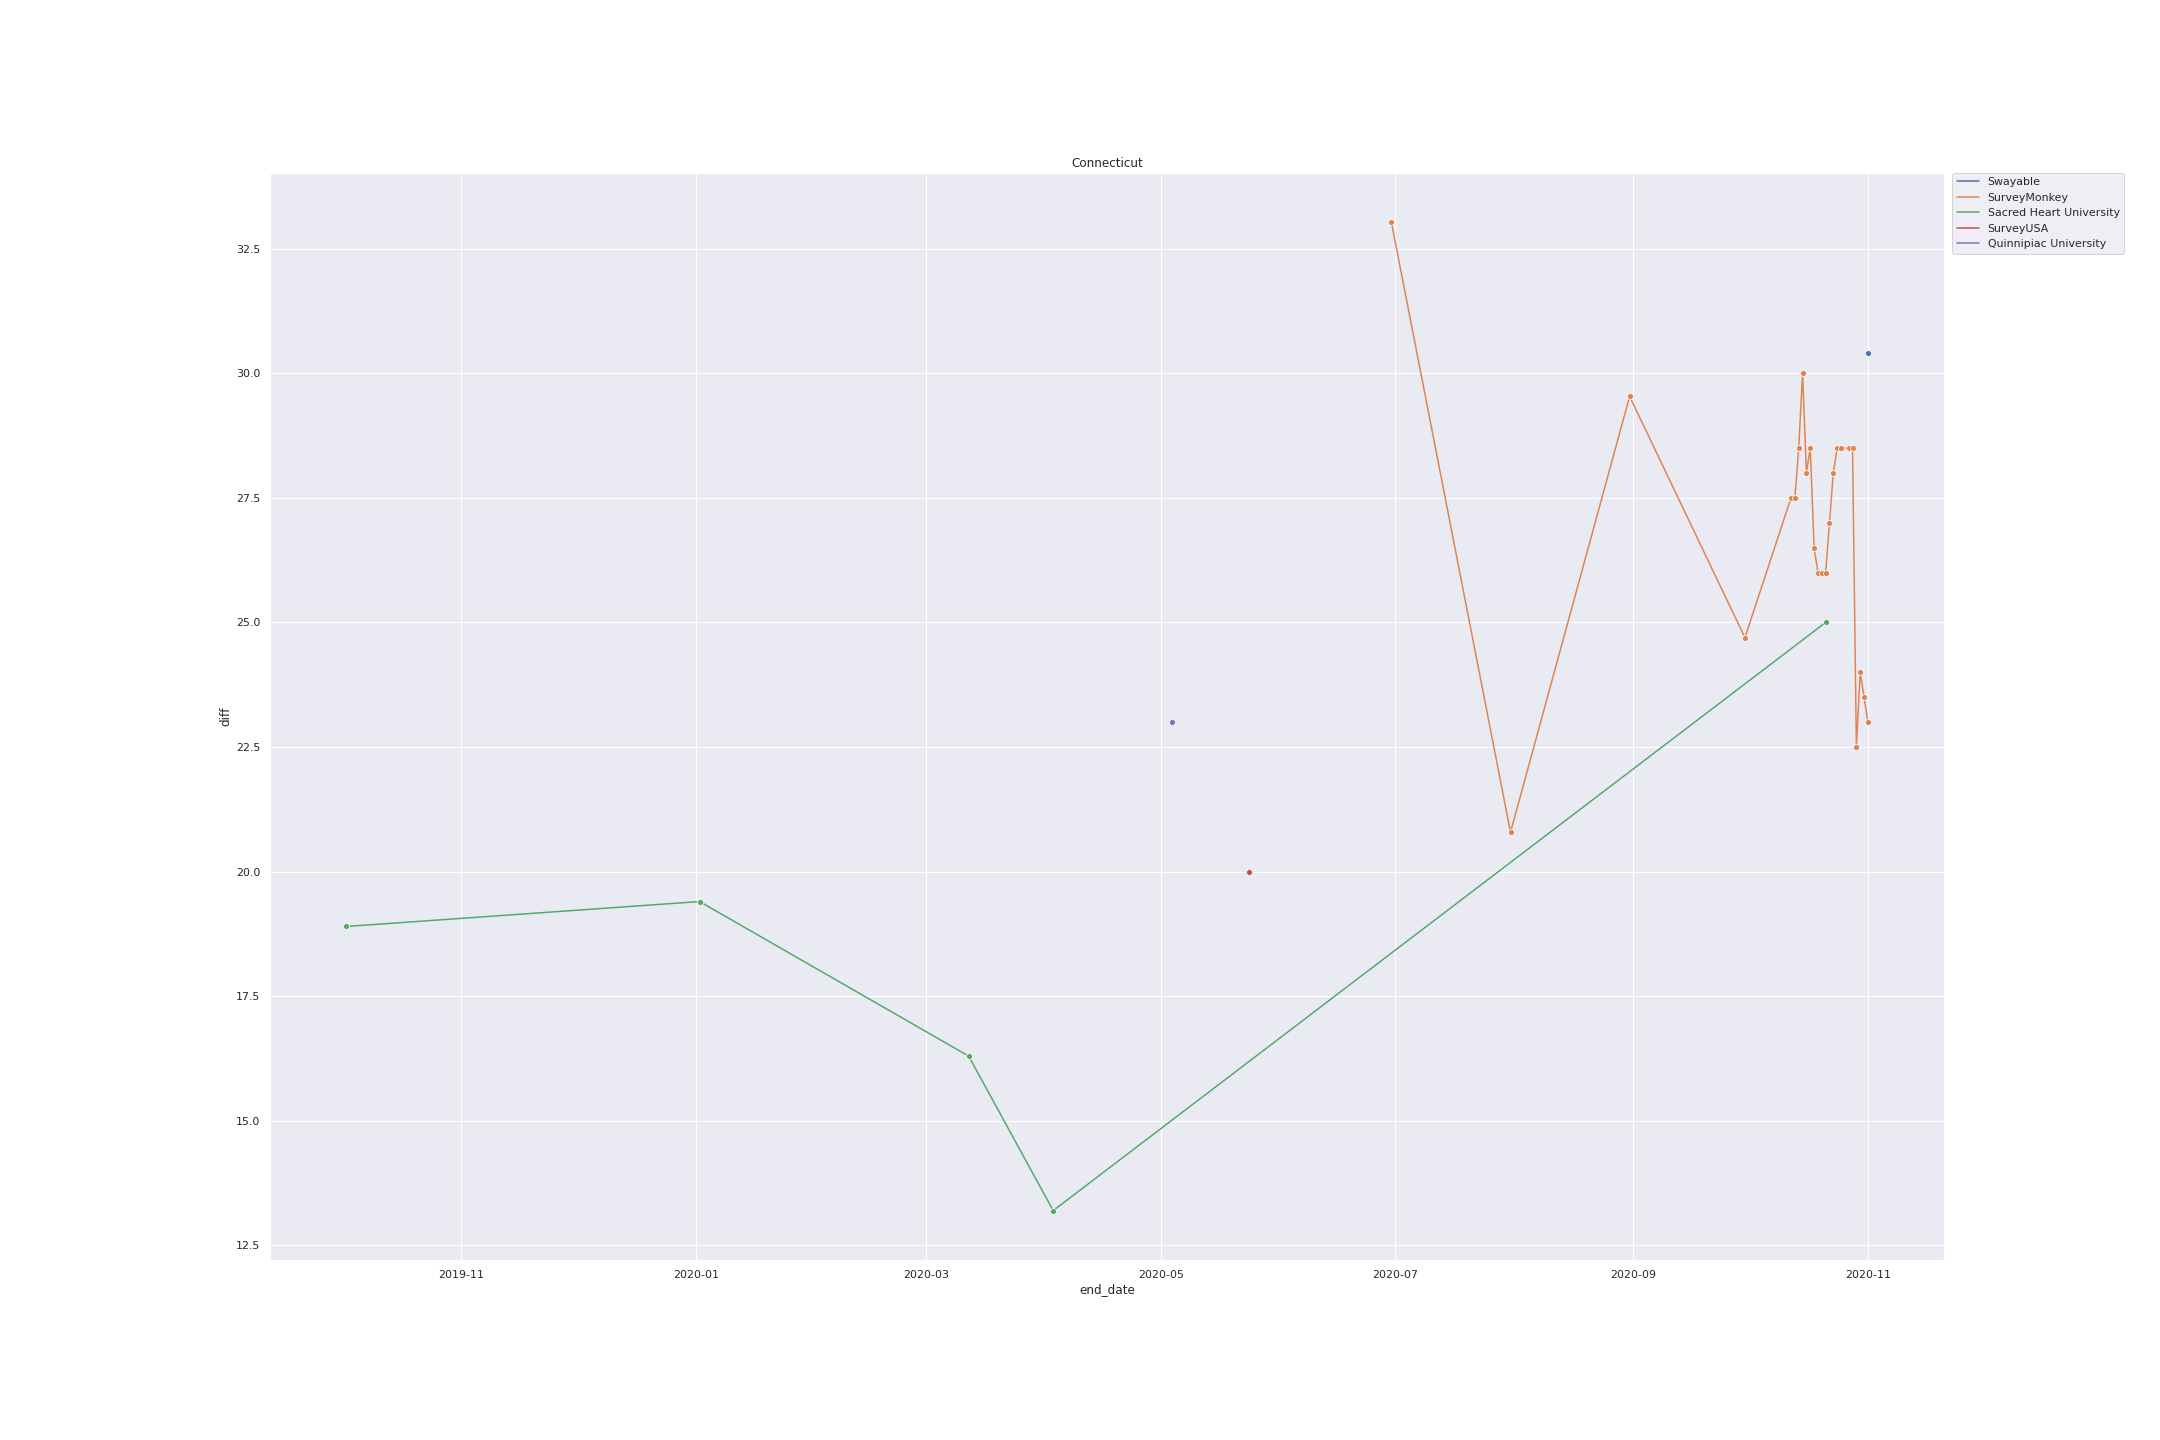 Connecticut
Swayable
SurveyMonkey
Sacred Heart University
SurveyUSA
Quinnipiac University
32.5
30.0
27.5
25.0
22.5
20.0
17.5
15.0
12.5
diff
2019-11 2020-01 2020-03 2020-05 2020-07 2020-09 2020-11
end_date